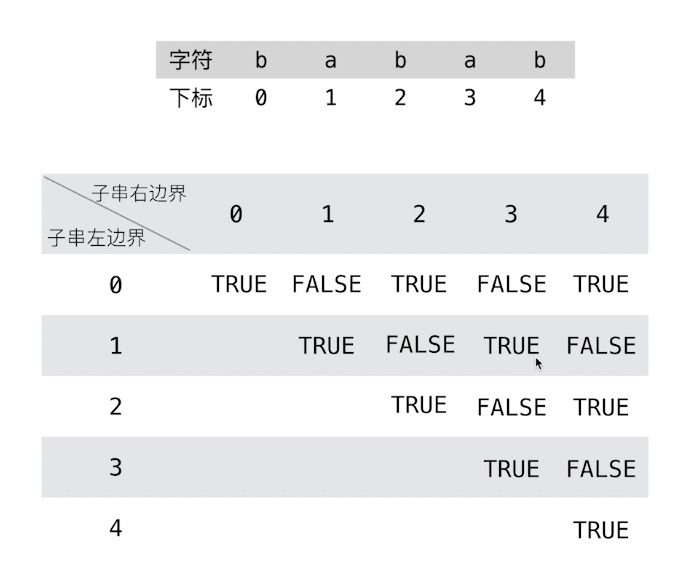 字符 b a b a b
下标 0 1 2 3 4
子串右边界 0 1 2 3 4
子串左边界
0 TRUE FALSE TRUE FALSE TRUE
1 TRUE FALSE TRUE FALSE
2 TRUE FALSE TRUE
3 TRUE FALSE
4 TRUE